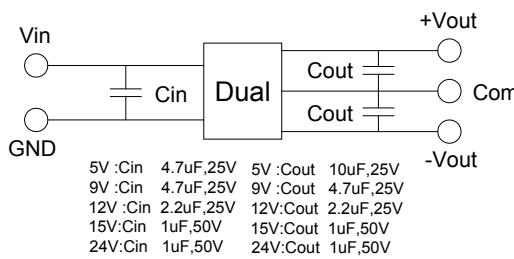 Vin
+Vout
Cout
Cin
Dual
Com
Cout
GND
-Vout
5V :Cin 4.7uF,25V 5V :Cout 10uF,25V
9V :Cin 4.7uF,25V 9V :Cout 4.7uF,25V
12V :Cin 2.2uF,25V 12V:Cout 2.2uF,25V
15V:Cin 1uF,50V 15V:Cout 1uF,50V
24V:Cin 1uF,50V 24V:Cout 1uF,50V